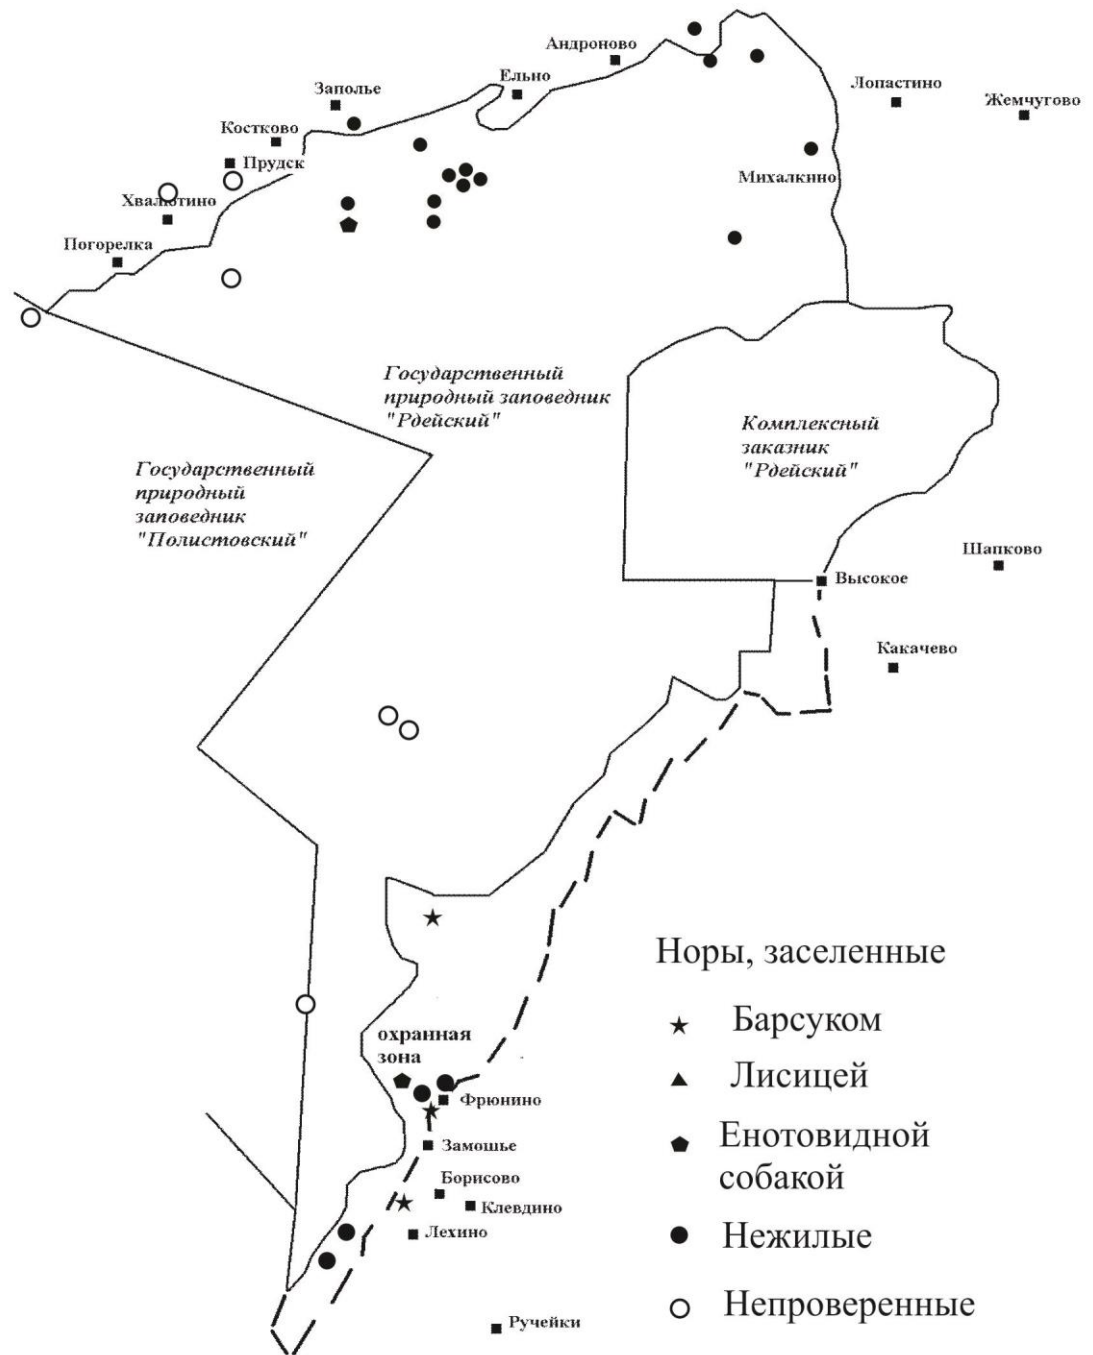 Андроново
Ельно
Заполье
Лопастино
Жемчугово
Костково
Прудск
Михалкино
Хвалютино
Погорелка
Государственный
природный заповедник
"Рдейский"
Комплексный
заказник
"Рдейский"
Государственный
природный
заповедник
"Полистовский"
Шапково
Высокое
Какачево
Норы, заселенные
Барсуком
Лисицей
Енотовидной
собакой
Нежилые
Непроверенные
охранная
зона
Фрюнино
Замошье
Борисово
Клевдино
Лехино
Ручейки